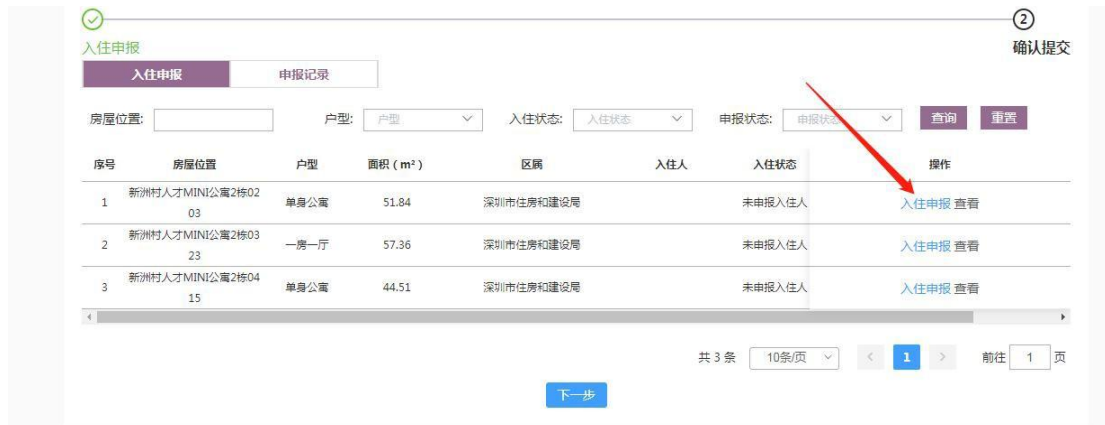 2
入住申报
确认提交
入住申报 申报记录
房屋位置: 户型: 户型 入住状态: 入住状态 申报状态: 申报状态 查询 重置
序号 房屋位置 户型 面积（m²） 区属 入住人 入住状态 操作
1 新洲村人才MINI公寓2栋02 单身公寓 51.84 深圳市住房和建设局 未申报入住人 入住申报 查看
03
2 新洲村人才MINI公寓2栋03 一房一厅 57.36 深圳市住房和建设局 未申报入住人 入住申报 查看
23
3 新洲村人才MINI公寓2栋04 单身公寓 44.51 深圳市住房和建设局 未申报入住人 入住申报 查看
15
共 3 条 10条/页 1 前往 1 页
下一步